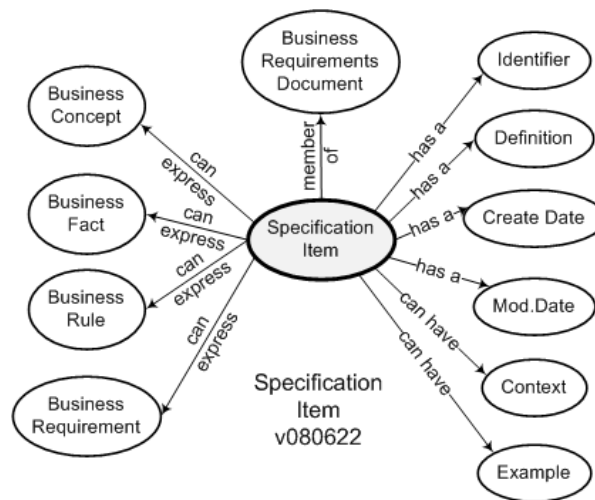 Business
Requirements
Document
Identifier
Business
Concept
Definition
Business
Fact
Create Date
Business
Rule
Mod.Date
Business
Requirement
Context
Example
Specification
Item
member
of
can
express
can
express
can
express
can
express
has a
has a
has a
has a
can have
can have
Specification
Item
v080622